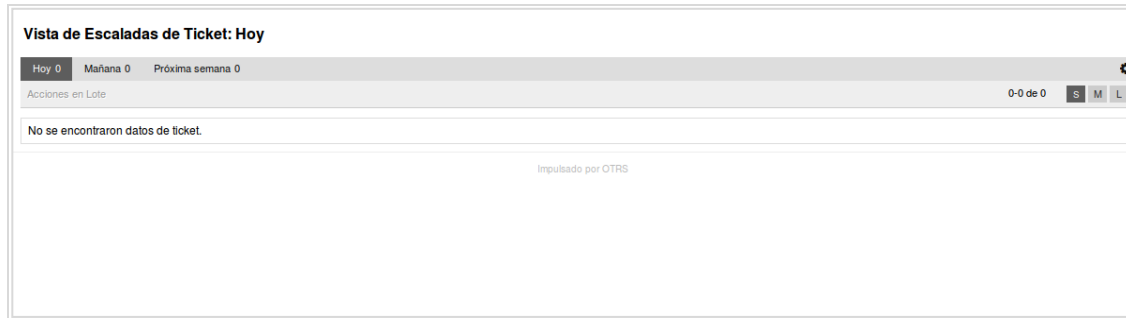 Vista de Escaladas de Ticket: Hoy
Hoy 0 Mañana 0 Próxima semana 0
Acciones en Lote 0-0 de 0 S M L
No se encontraron datos de ticket.
Impulsado por OTRS